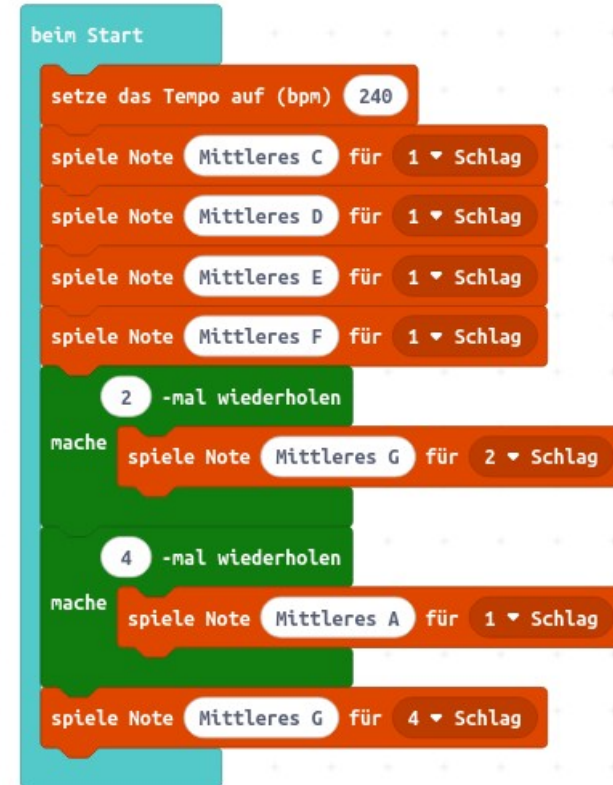 beim Start
setze das Tempo auf (bpm) 240
spiele Note Mittleres C für 1 Schlag
spiele Note Mittleres D für 1 Schlag
spiele Note Mittleres E für 1 Schlag
spiele Note Mittleres F für 1 Schlag
2 -mal wiederholen
mache spiele Note Mittleres G für 2 Schlag
4 -mal wiederholen
mache spiele Note Mittleres A für 1 Schlag
spiele Note Mittleres G für 4 Schlag